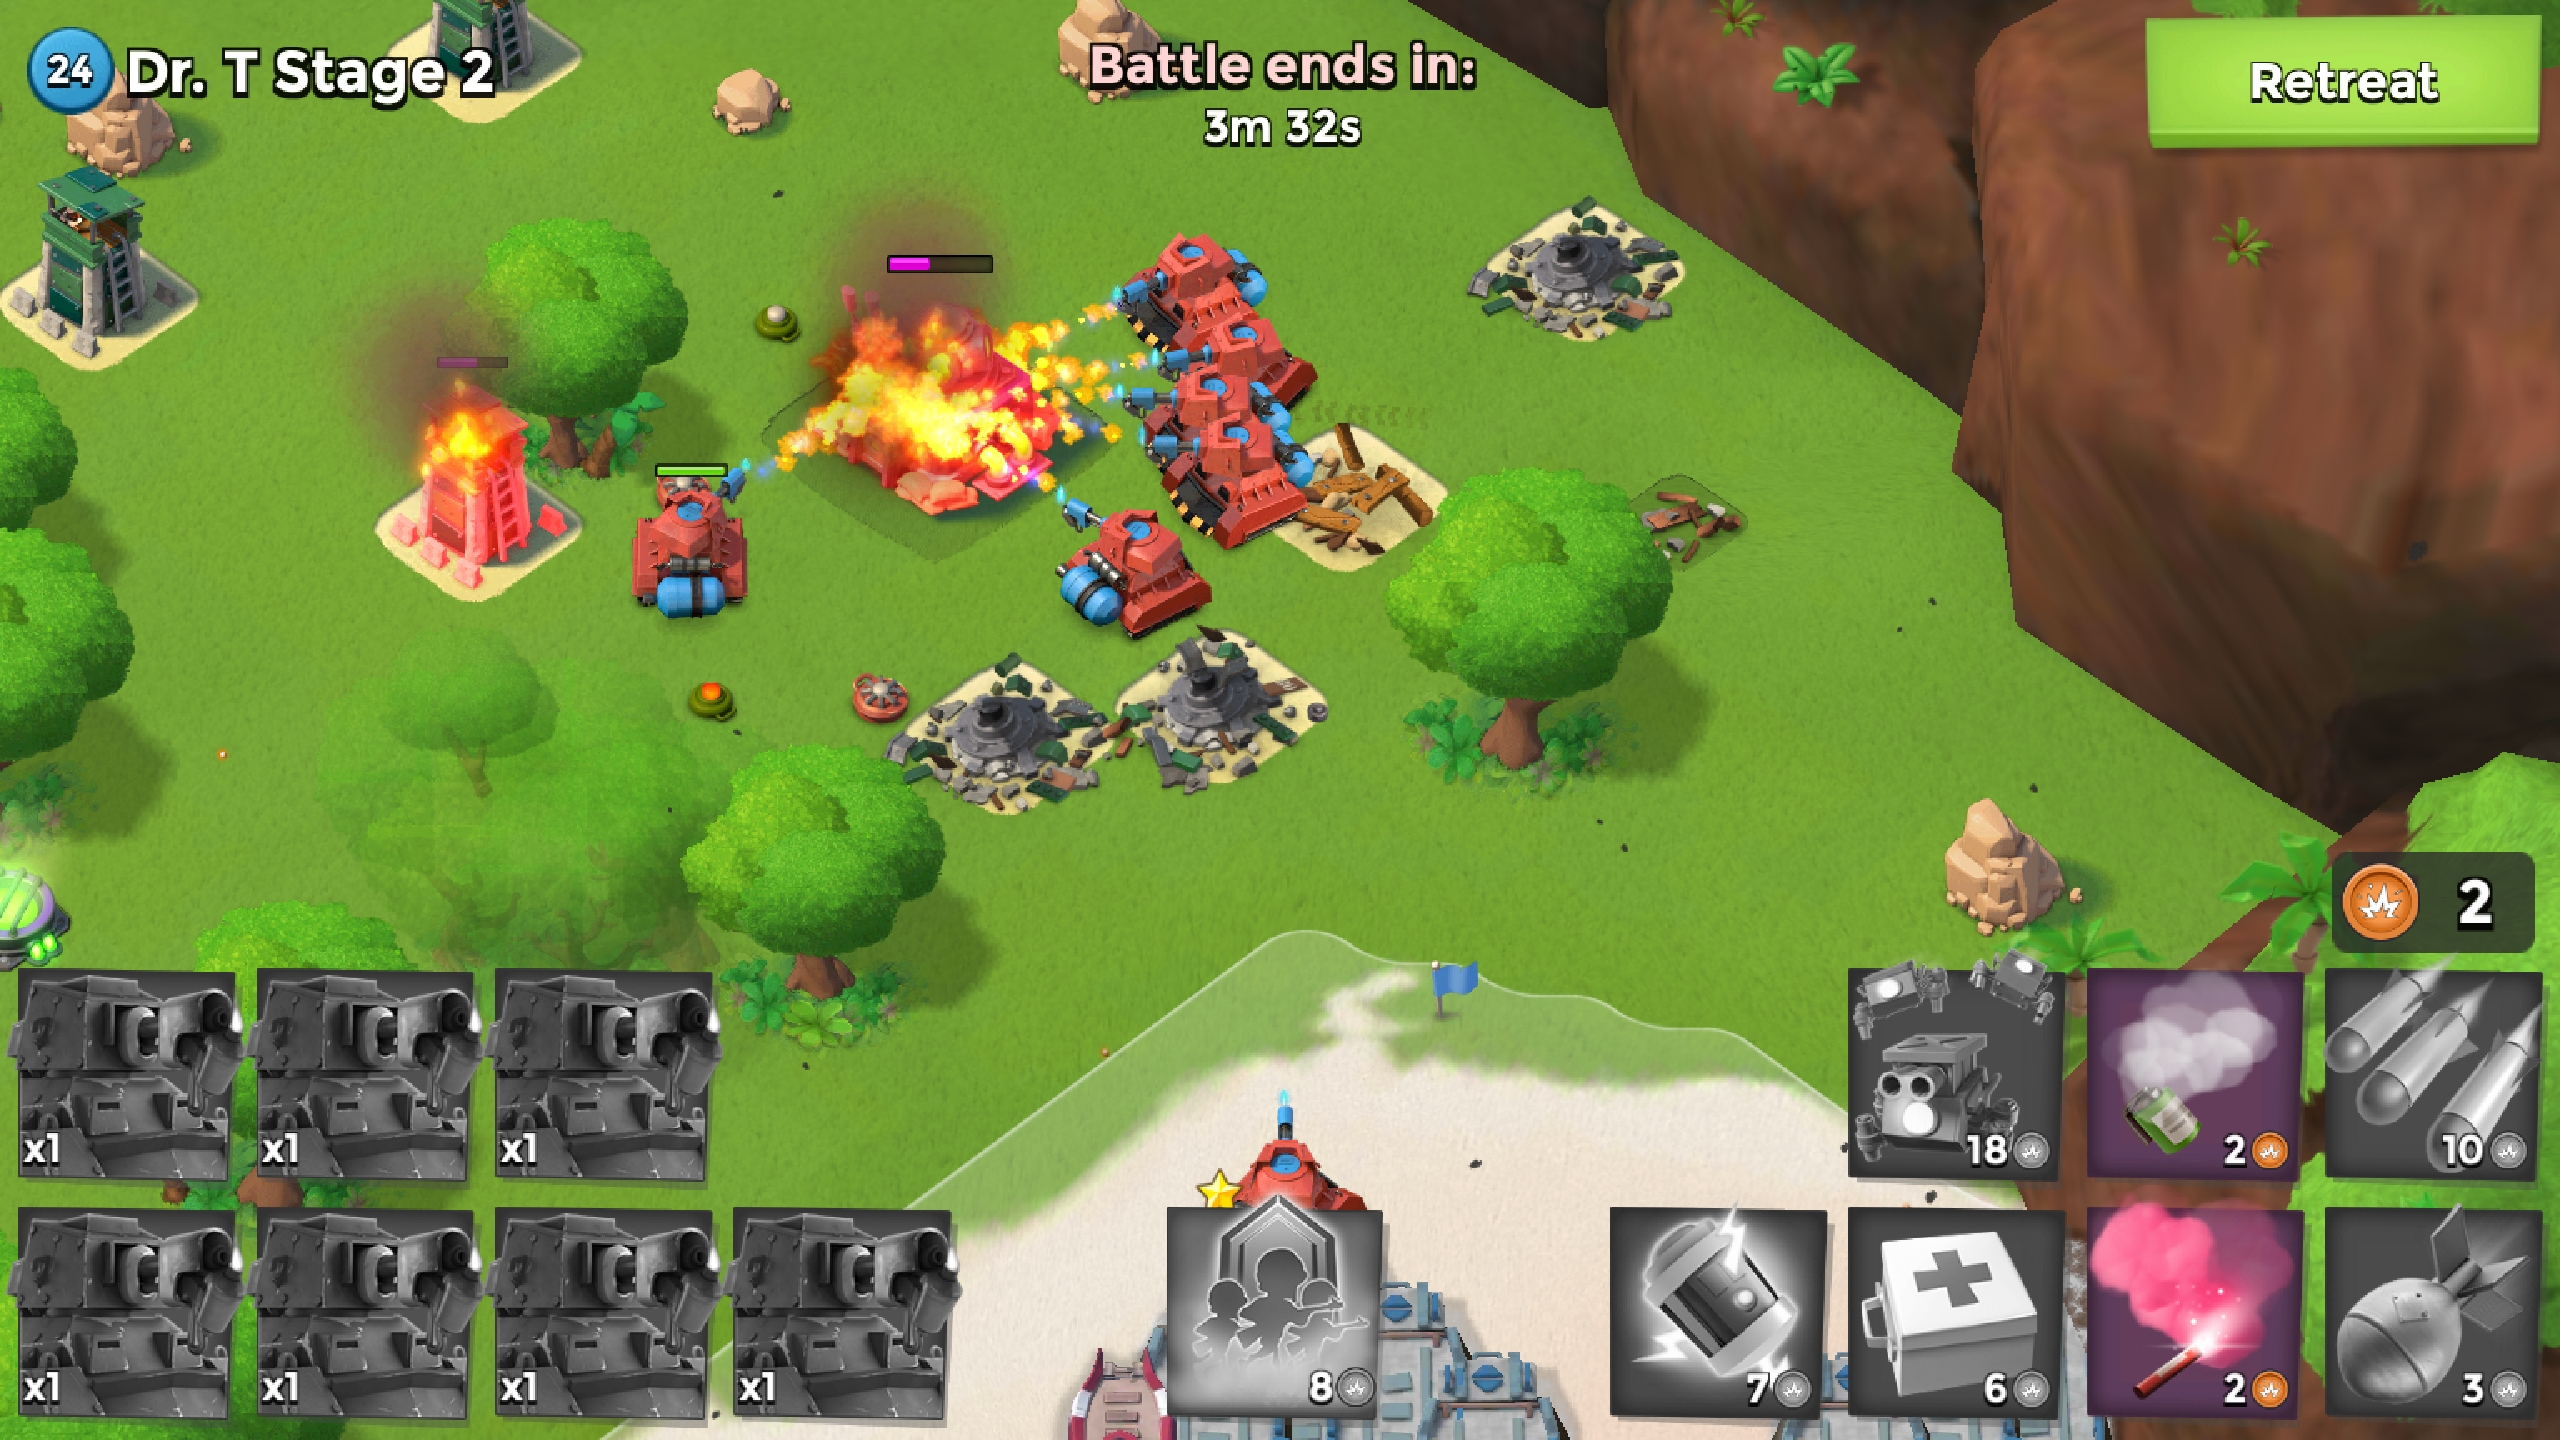 24 Dr. T Stage 2
Battle ends in:
3m 32s
Retreat
2
x1 x1 x1
18 2 10
x1 x1 x1 x1
8 7 6 2 3